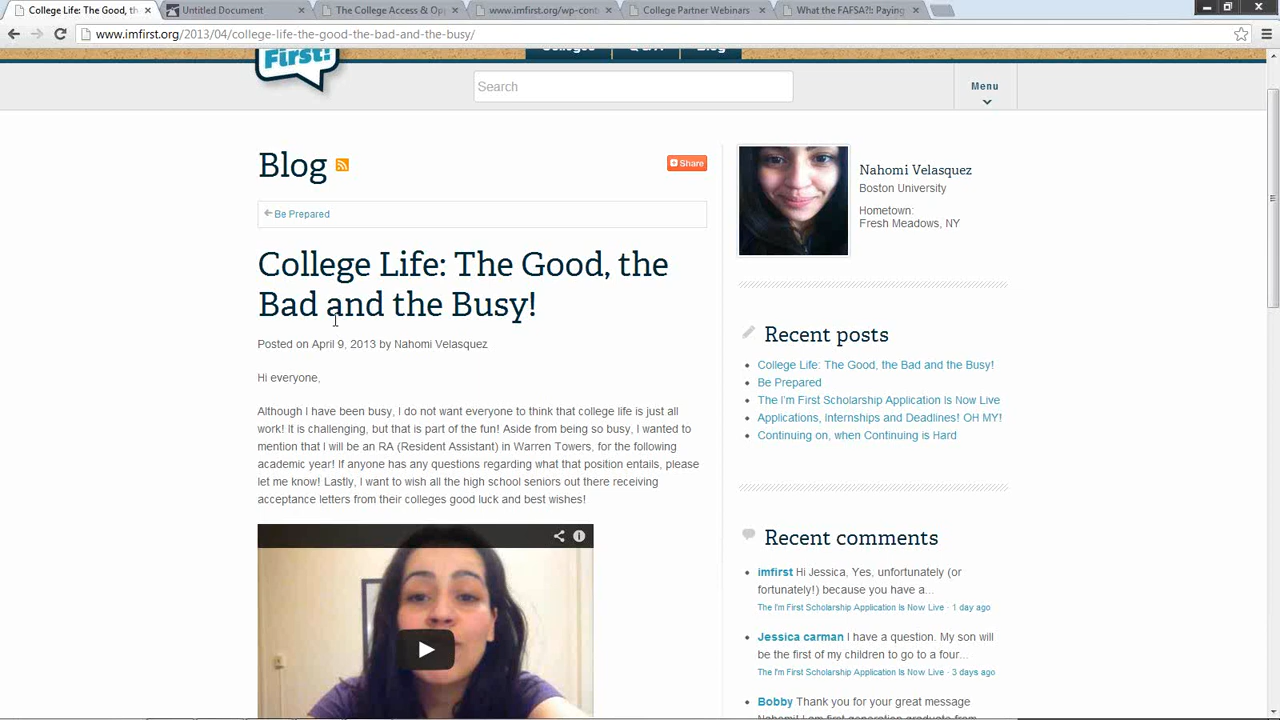 College Life: The Good, th
Untitled Document
The College Access & Op
www.imfirst.org/wp-cont
College Partner Webinars
What the FAFSA?!: Paying
www.imfirst.org/2013/04/college-life-the-good-the-bad-and-the-busy/
Colleges
Q&A
Blog
First!
Search
Menu
Blog
Share
Be Prepared
College Life: The Good, the
Bad and the Busy!
Posted on April 9, 2013 by Nahomi Velasquez
Hi everyone,
Although I have been busy, I do not want everyone to think that college life is just all
work! It is challenging, but that is part of the fun! Aside from being so busy, I wanted to
mention that I will be an RA (Resident Assistant) in Warren Towers, for the following
academic year! If anyone has any questions regarding what that position entails, please
let me know! Lastly, I want to wish all the high school seniors out there receiving
acceptance letters from their colleges good luck and best wishes!
Nahomi Velasquez
Boston University
Hometown:
Fresh Meadows, NY
Recent posts
College Life: The Good, the Bad and the Busy!
Be Prepared
The I'm First Scholarship Application Is Now Live
Applications, Internships and Deadlines! OH MY!
Continuing on, when Continuing is Hard
Recent comments
imfirst Hi Jessica, Yes, unfortunately (or
fortunately!) because you have a...
The I'm First Scholarship Application Is Now Live · 1 day ago
Jessica carman I have a question. My son will
be the first of my children to go to a four...
The I'm First Scholarship Application Is Now Live · 3 days ago
Bobby Thank you for your great message
Nahomi! I am first generation graduate from